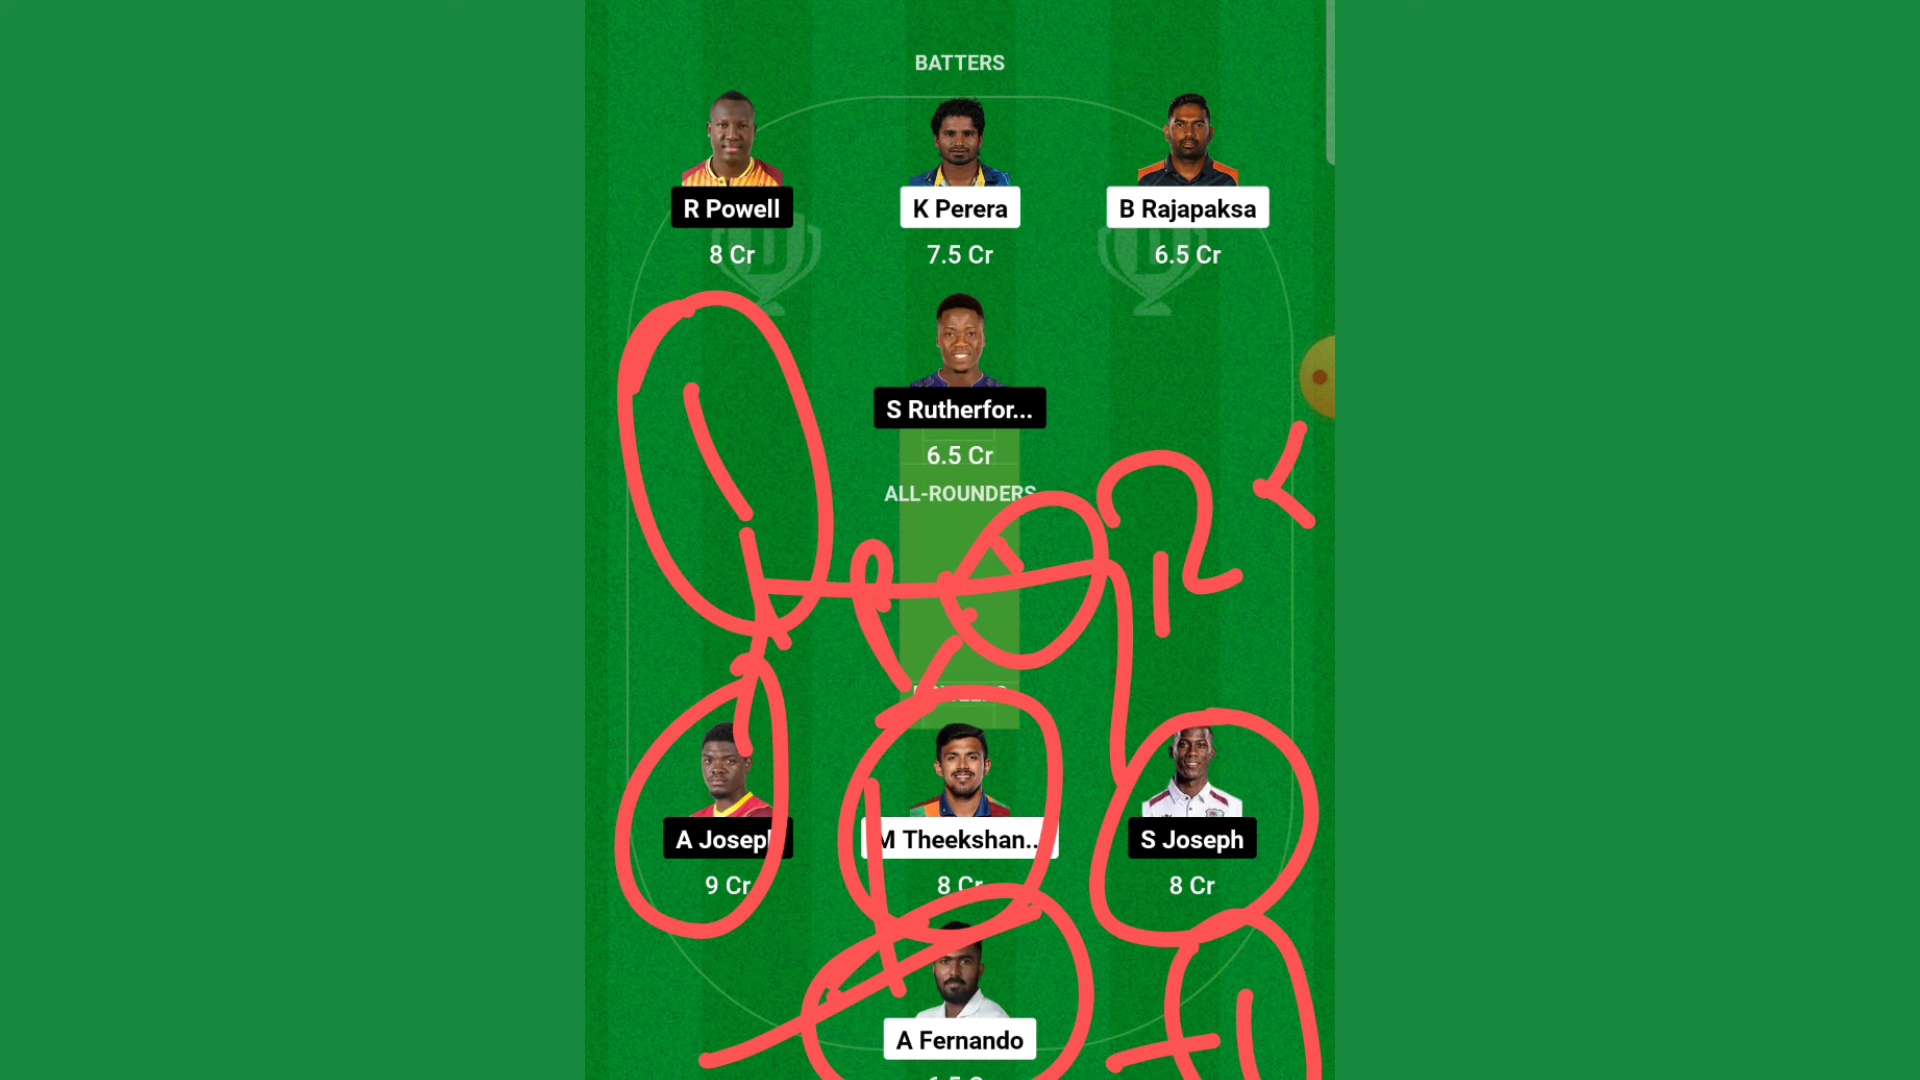 BATTERS
R Powell K Perera B Rajapaksa
8 Cr 7.5 Cr 6.5 Cr
S Rutherfor...
6.5 Cr
ALL-ROUNDERS
A Joseph M Theekshan... S Joseph
9 Cr 8 Cr 8 Cr
A Fernando